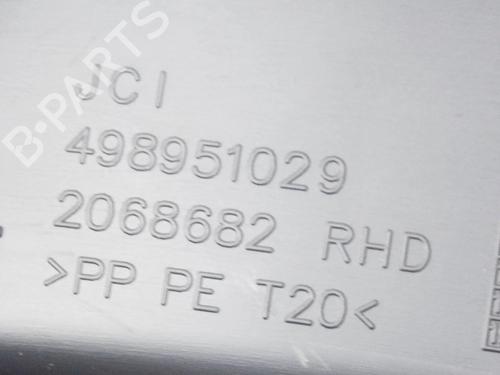 B-PARTS
JCI
498951029
2068682 RHD
>PP PE T20<